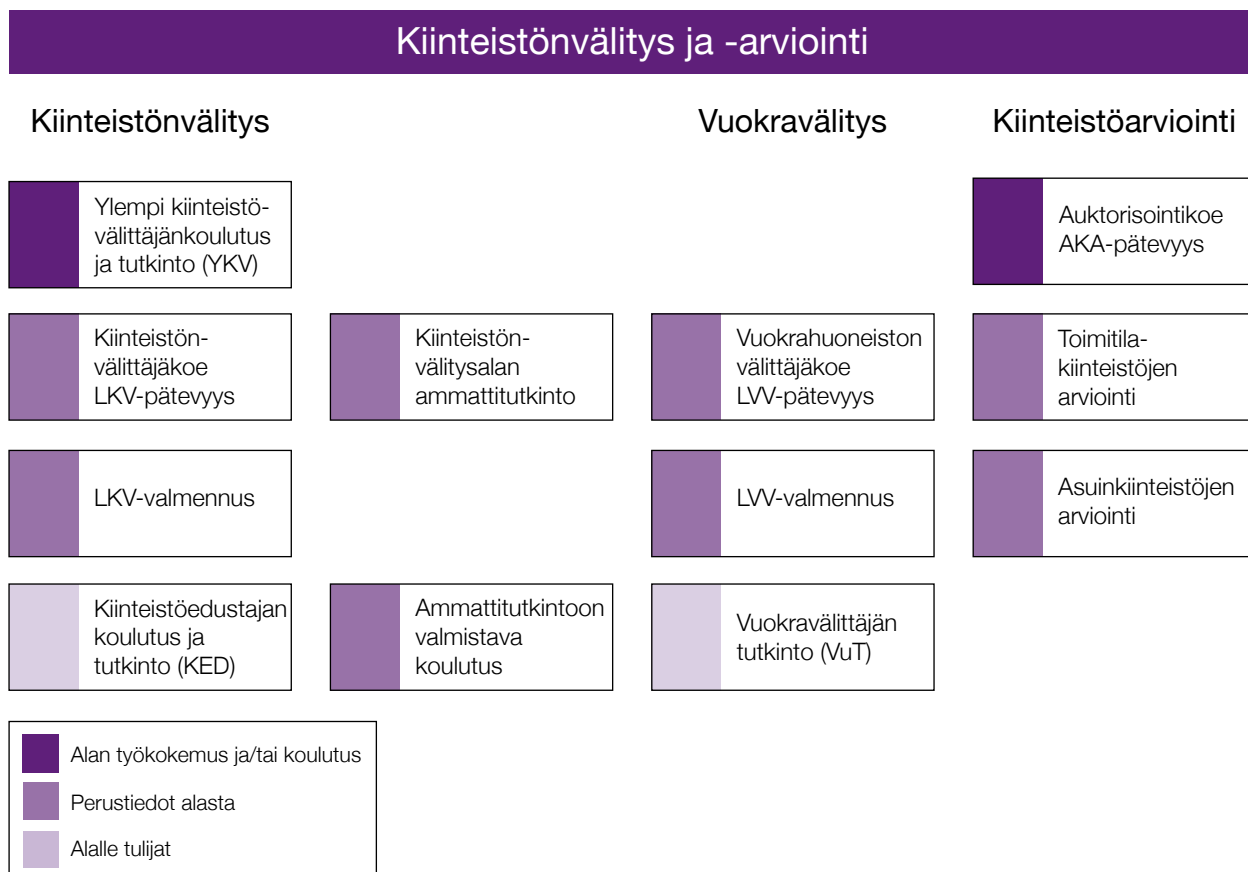 Kiinteistönvälitys ja -arviointi
Kiinteistönvälitys
Vuokravälitys
Kiinteistöarviointi
Ylempi kiinteistö-
välittäjänkoulutus
ja tutkinto (YKV)
Auktorisointikoe
AKA-pätevyys
Kiinteistön-
välittäjäkoe
LKV-pätevyys
Kiinteistön-
välitysalan
ammattitutkinto
Vuokrahuoneiston
välittäjäkoe
LVV-pätevyys
Toimitila-
kiinteistöjen
arviointi
LKV-valmennus
LVV-valmennus
Asuinkiinteistöjen
arviointi
Kiinteistöedustajan
koulutus ja
tutkinto (KED)
Ammattitutkintoon
valmistava
koulutus
Vuokravälittäjän
tutkinto (VuT)
Alan työkokemus ja/tai koulutus
Perustiedot alasta
Alalle tulijat